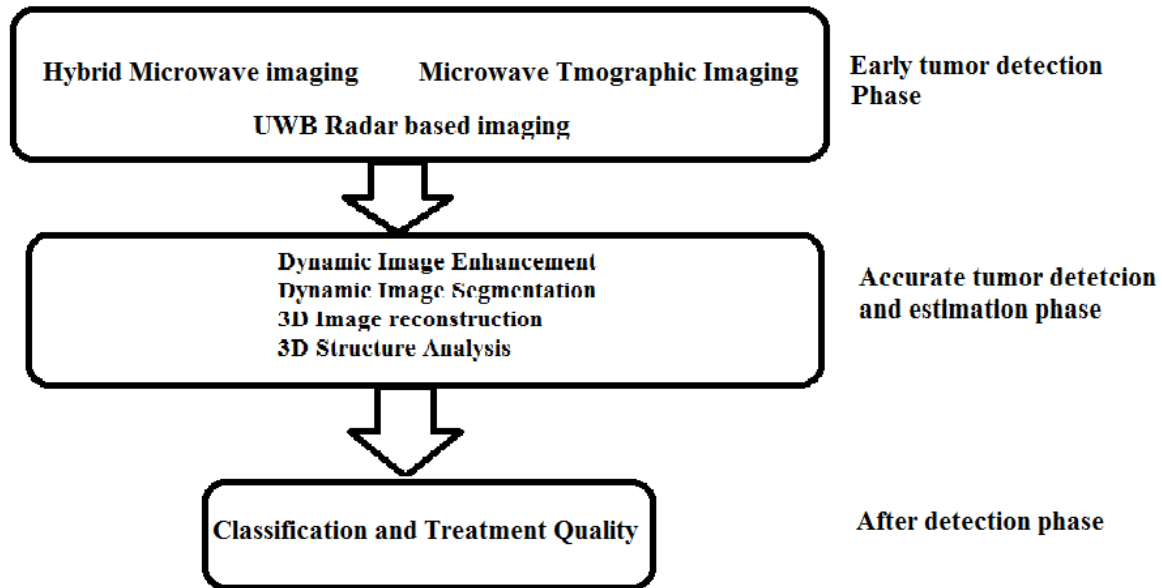 Hybrid Microwave imaging
Microwave Tmographic Imaging
UWB Radar based imaging
Early tumor detection
Phase
Dynamic Image Enhancement
Dynamic Image Segmentation
3D Image reconstruction
3D Structure Analysis
Accurate tumor detetcion
and estimation phase
Classification and Treatment Quality
After detection phase